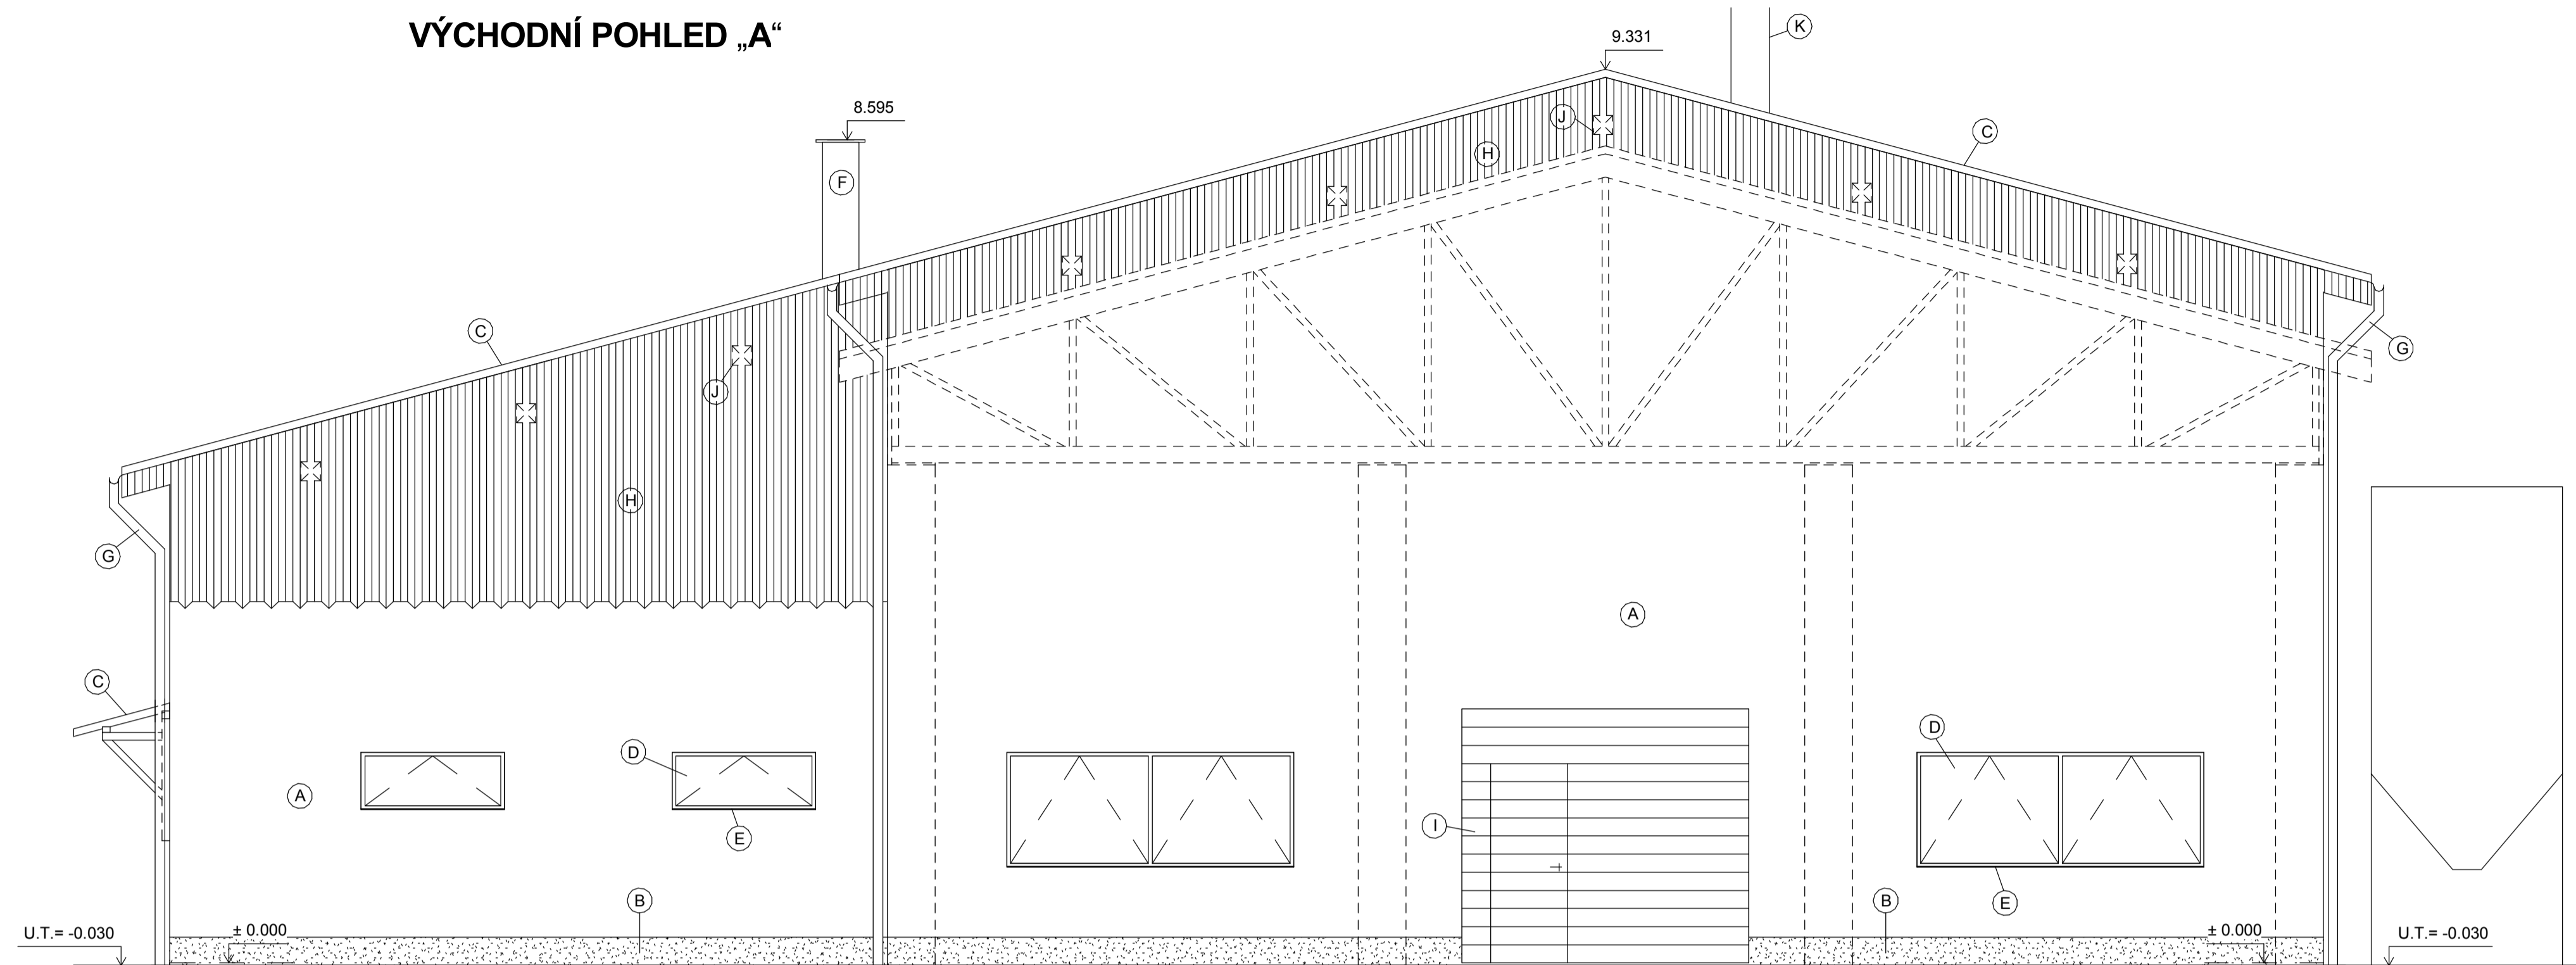 VÝCHODNÍ POHLED „A“
K
9.331
8.595
J
C
H
F
C
G
J
H
G
A
C
D
D
A
I
E
B
B
E
U.T.= -0.030
± 0.000
± 0.000
U.T.= -0.030